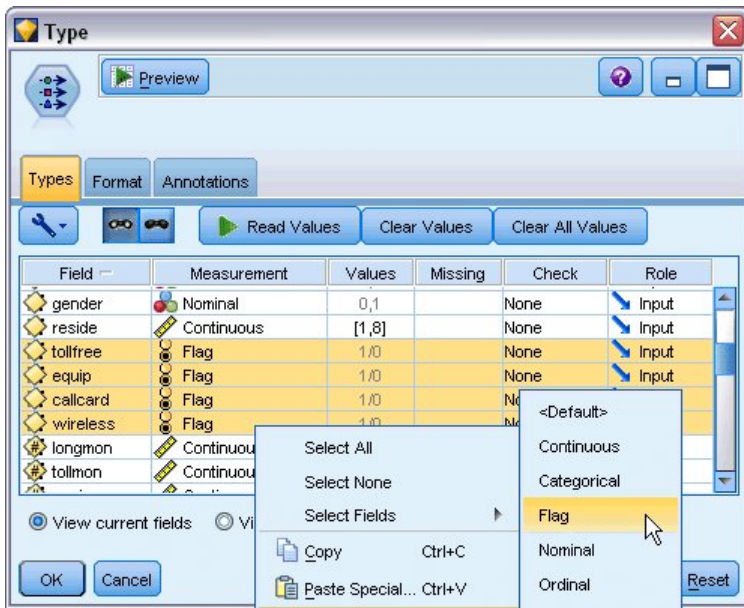 Type
Preview
Types Format Annotations
Read Values Clear Values Clear All Values
Field Measurement Values Missing Check Role
gender Nominal 0,1 None Input
reside Continuous [1,8] None Input
tollfree Flag 1/0 None Input
equip Flag 1/0 None Input
callcard Flag 1/0
wireless Flag 1/0
longmon
tollmon
Select All
Select None
Select Fields
Copy Ctrl+C
Paste Special... Ctrl+V
<Default>
Continuous
Categorical
Flag
Nominal
Ordinal
View current fields
OK Cancel Reset